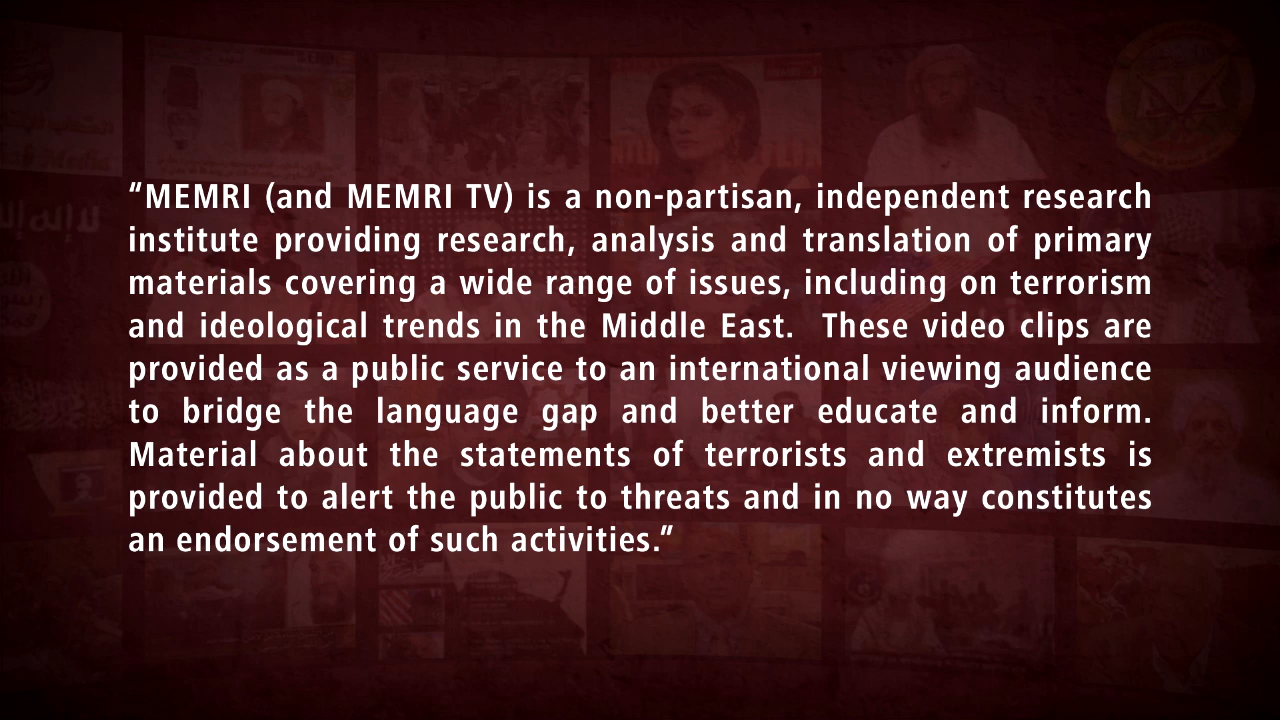 “MEMRI (and MEMRI TV) is a non-partisan, independent research
institute providing research, analysis and translation of primary
materials covering a wide range of issues, including on terrorism
and ideological trends in the Middle East.  These video clips are
provided as a public service to an international viewing audience
to bridge the language gap and better educate and inform.
Material about the statements of terrorists and extremists is
provided to alert the public to threats and in no way constitutes
an endorsement of such activities.”